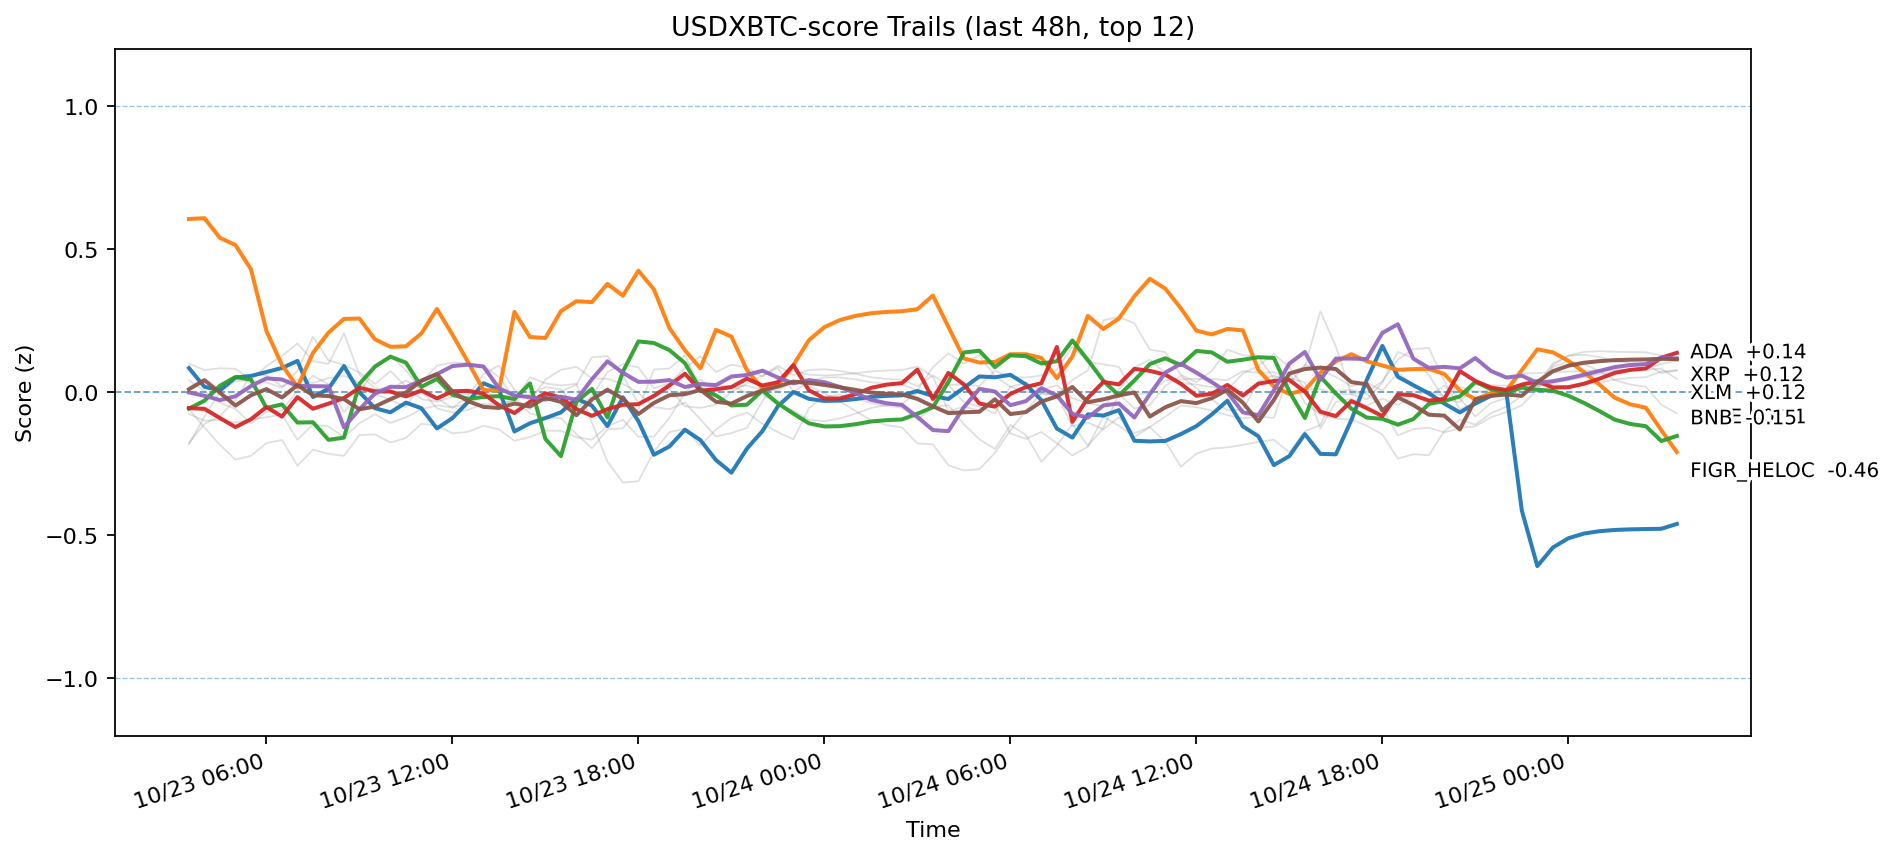 USDXBTC-score Trails (last 48h, top 12)
Score (z)
1.0
0.5
0.0
−0.5
−1.0
ADA +0.14
XRP +0.12
XLM +0.12
BNB -0.15
FIGR_HELOC -0.46
10/23 06:00
10/23 12:00
10/23 18:00
10/24 00:00
10/24 06:00
10/24 12:00
10/24 18:00
10/25 00:00
Time